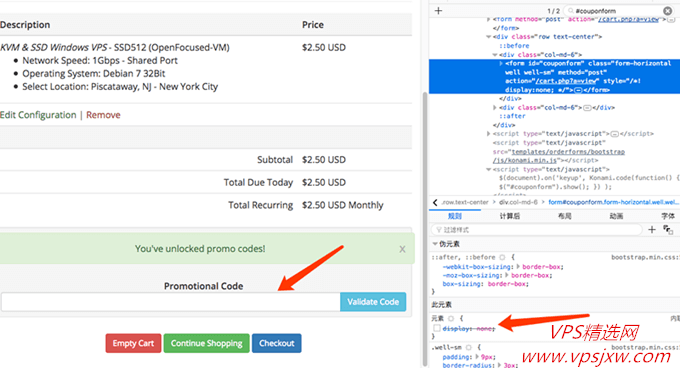 Description Price
KVM & SSD Windows VPS - SSD512 (OpenFocused-VM) $2.50 USD
Network Speed: 1Gbps - Shared Port
Operating System: Debian 7 32Bit
Select Location: Piscataway, NJ - New York City
Edit Configuration | Remove
Subtotal $2.50 USD
Total Due Today $2.50 USD
Total Recurring $2.50 USD Monthly
You've unlocked promo codes! X
Promotional Code
Validate Code
Empty Cart Continue Shopping Checkout
1/2 #couponform
<form method="post" action="/cart.php?a=view">
</form>
<div class="row text-center">
::before
<div class="col-md-6">
<form id="couponform" class="form-horizontal
well well-sm" method="post"
action="/cart.php?a=view" style="/*!
display:none; */"></form>
</div>
<div class="col-md-6"></div>
::after
</div>
<script type="text/javascript"></script>
<script type="text/javascript"
src="templates/orderforms/bootstrap
/js/konami.min.js">
<script type="text/javascript">
$(document).on('keyup', Konami.code(function() {
$("#couponform").show(); }) );
</script>
.row.text-center div.col-md-6 form#couponform.form-horizontal.well.we
规则 计算后 布局 动画 字体
过滤样式
伪元素
::after, ::before { bootstrap.min.css:
-webkit-box-sizing: border-box;
-moz-box-sizing: border-box;
box-sizing: border-box;
}
此元素
元素 { 内联
display: none;
}
.well-sm { bootstrap.min.css:
padding: 9px;
border-radius: 3px;
VPS精选网
www.vpsjxw.com